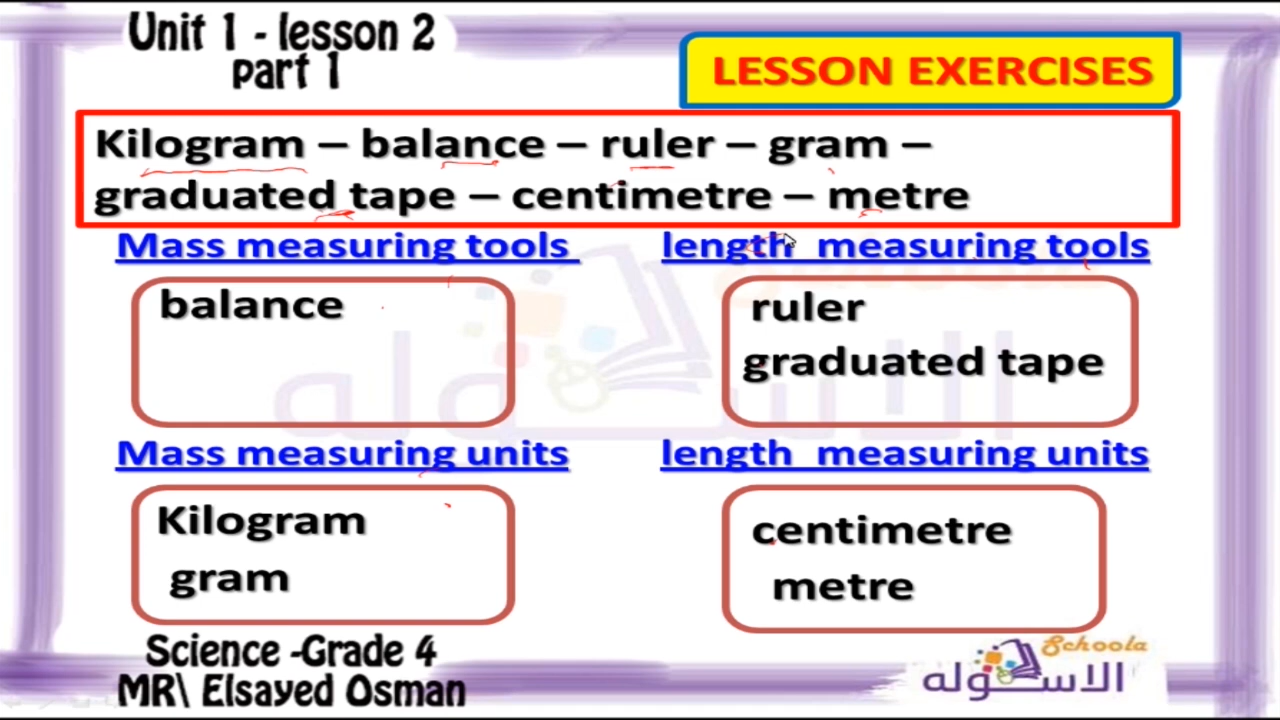 Unit 1 - lesson 2
part 1
LESSON EXERCISES
Kilogram – balance – ruler – gram –
graduated tape – centimetre – metre
Mass measuring tools
length measuring tools
balance
ruler
graduated tape
Mass measuring units
length measuring units
Kilogram
gram
centimetre
metre
Science -Grade 4
MR\ Elsayed Osman
Schoola
الاسكوله